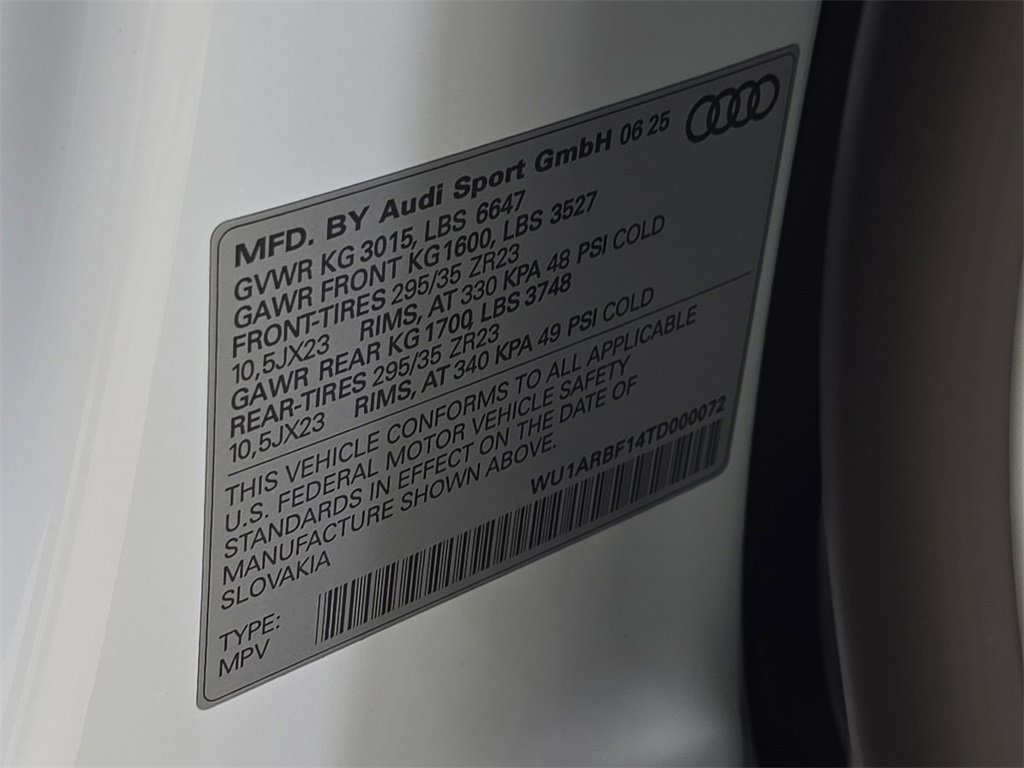 MFD. BY Audi Sport GmbH 06 25
GVWR KG 3015, LBS 6647
GAWR FRONT KG 1600, LBS 3527
FRONT-TIRES 295/35 ZR23
10,5JX23 RIMS, AT 330 KPA 48 PSI COLD
GAWR REAR KG 1700, LBS 3748
REAR-TIRES 295/35 ZR23
10,5JX23 RIMS, AT 340 KPA 49 PSI COLD
THIS VEHICLE CONFORMS TO ALL APPLICABLE
U.S. FEDERAL MOTOR VEHICLE SAFETY
STANDARDS IN EFFECT ON THE DATE OF
MANUFACTURE SHOWN ABOVE.
SLOVAKIA
WU1ARBF14TD000072
TYPE:
MPV